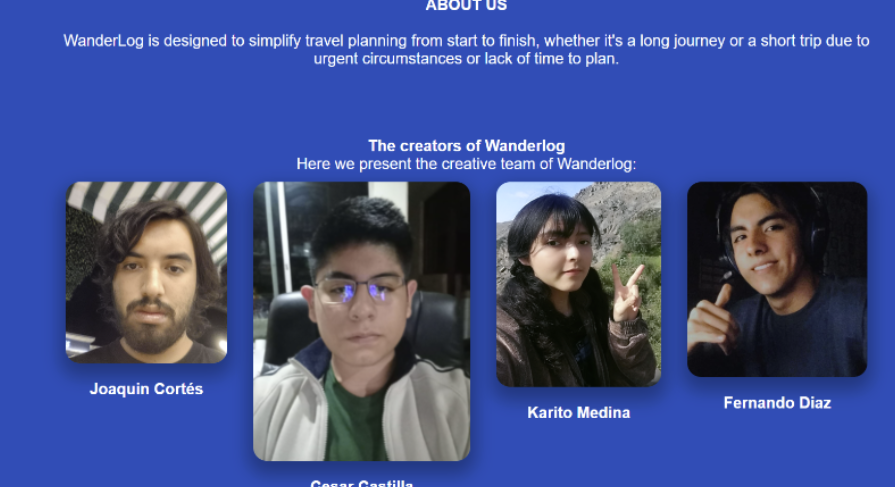 ABOUT US
WanderLog is designed to simplify travel planning from start to finish, whether it's a long journey or a short trip due to
urgent circumstances or lack of time to plan.
The creators of Wanderlog
Here we present the creative team of Wanderlog:
Joaquin Cortés
Karito Medina
Fernando Diaz
Cesar Castilla